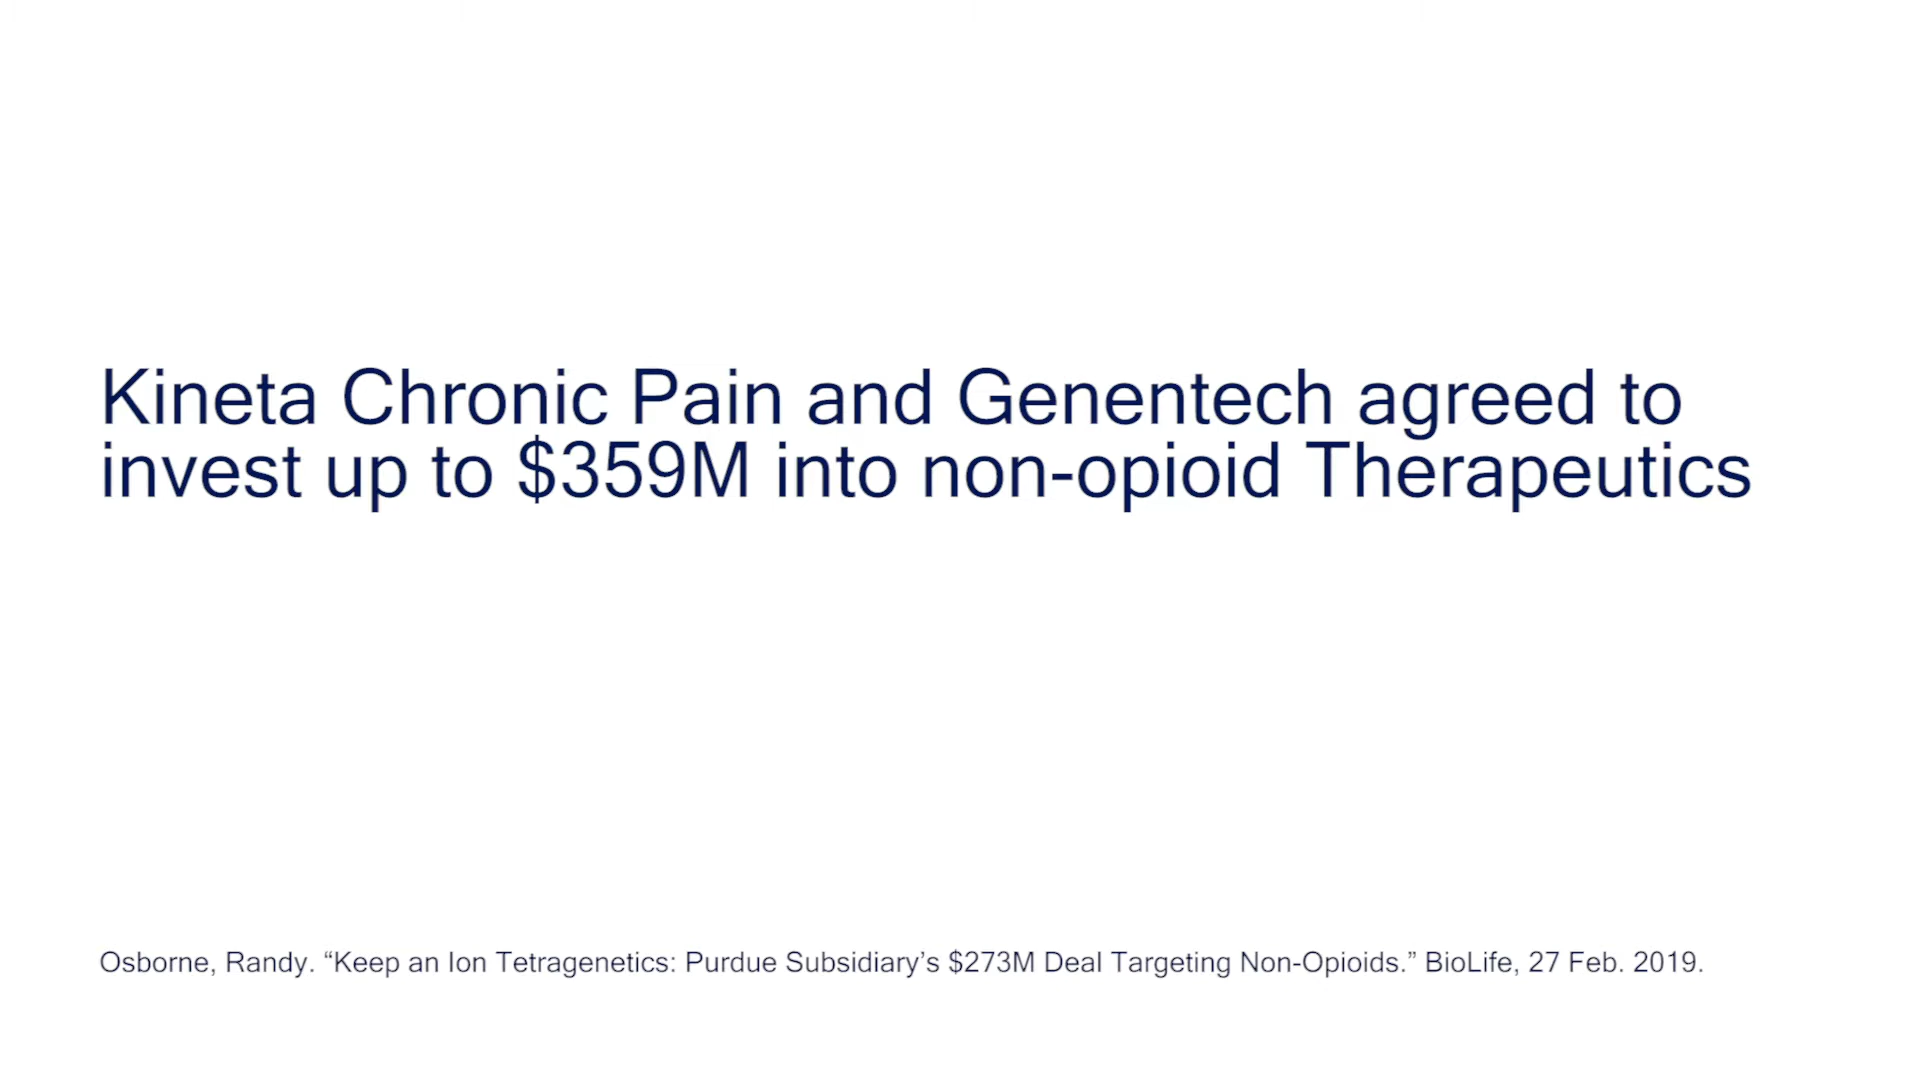 Kineta Chronic Pain and Genentech agreed to
invest up to $359M into non-opioid Therapeutics
Osborne, Randy. “Keep an Ion Tetragenetics: Purdue Subsidiary’s $273M Deal Targeting Non-Opioids.” BioLife, 27 Feb. 2019.